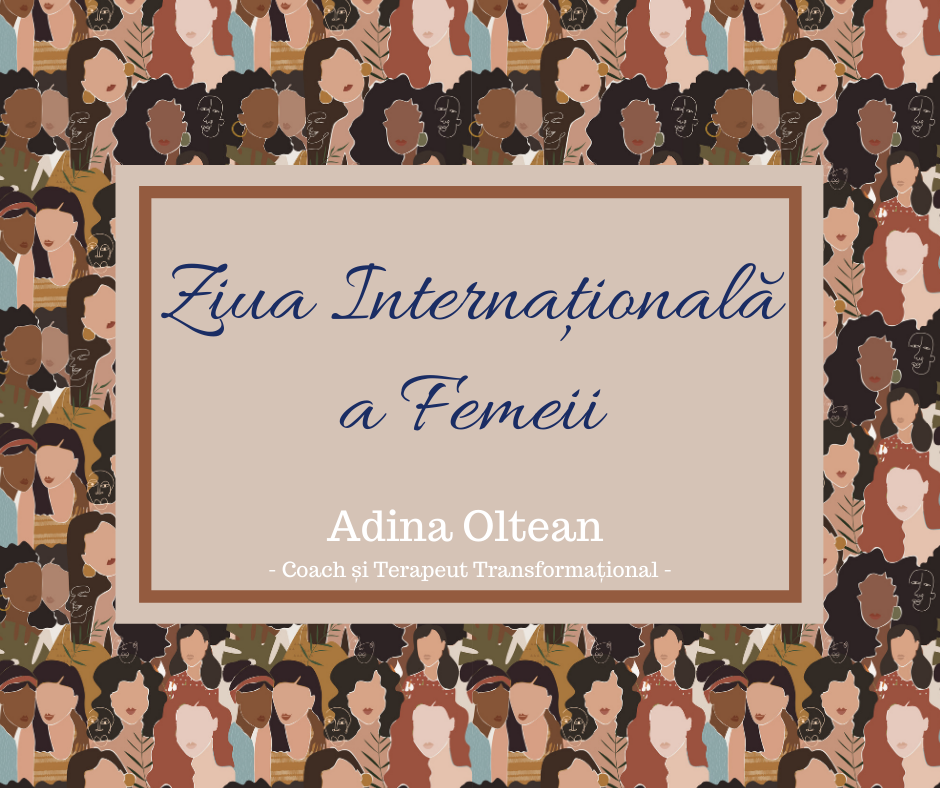 Ziua Internațională
a Femeii
Adina Oltean
- Coach și Terapeut Transformațional -